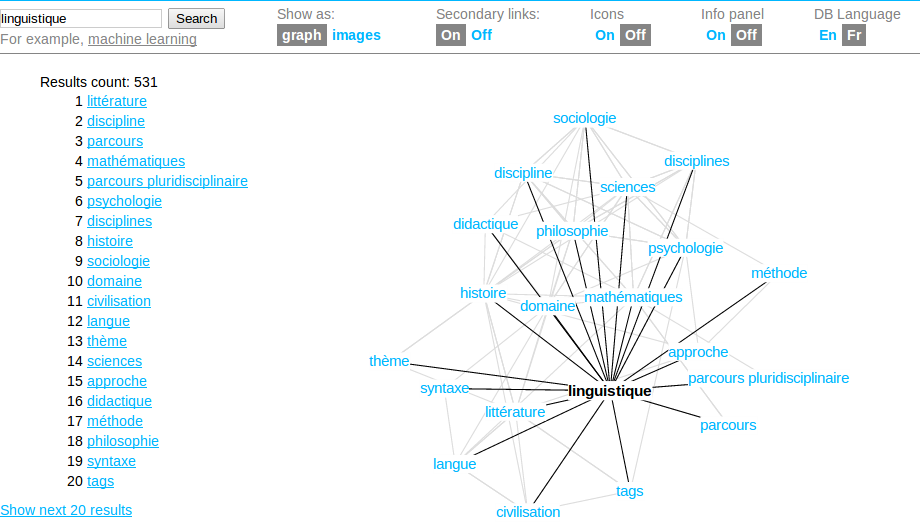 linguistique Search
For example, machine learning
Show as:
graph images
Secondary links:
On Off
Icons
On Off
Info panel
On Off
DB Language
En Fr
Results count: 531
1 littérature
2 discipline
3 parcours
4 mathématiques
5 parcours pluridisciplinaire
6 psychologie
7 disciplines
8 histoire
9 sociologie
10 domaine
11 civilisation
12 langue
13 thème
14 sciences
15 approche
16 didactique
17 méthode
18 philosophie
19 syntaxe
20 tags
Show next 20 results
sociologie
disciplines
discipline
sciences
didactique
philosophie
psychologie
méthode
histoire
domaine
mathématiques
thème
approche
syntaxe
linguistique
parcours pluridisciplinaire
littérature
parcours
langue
tags
civilisation